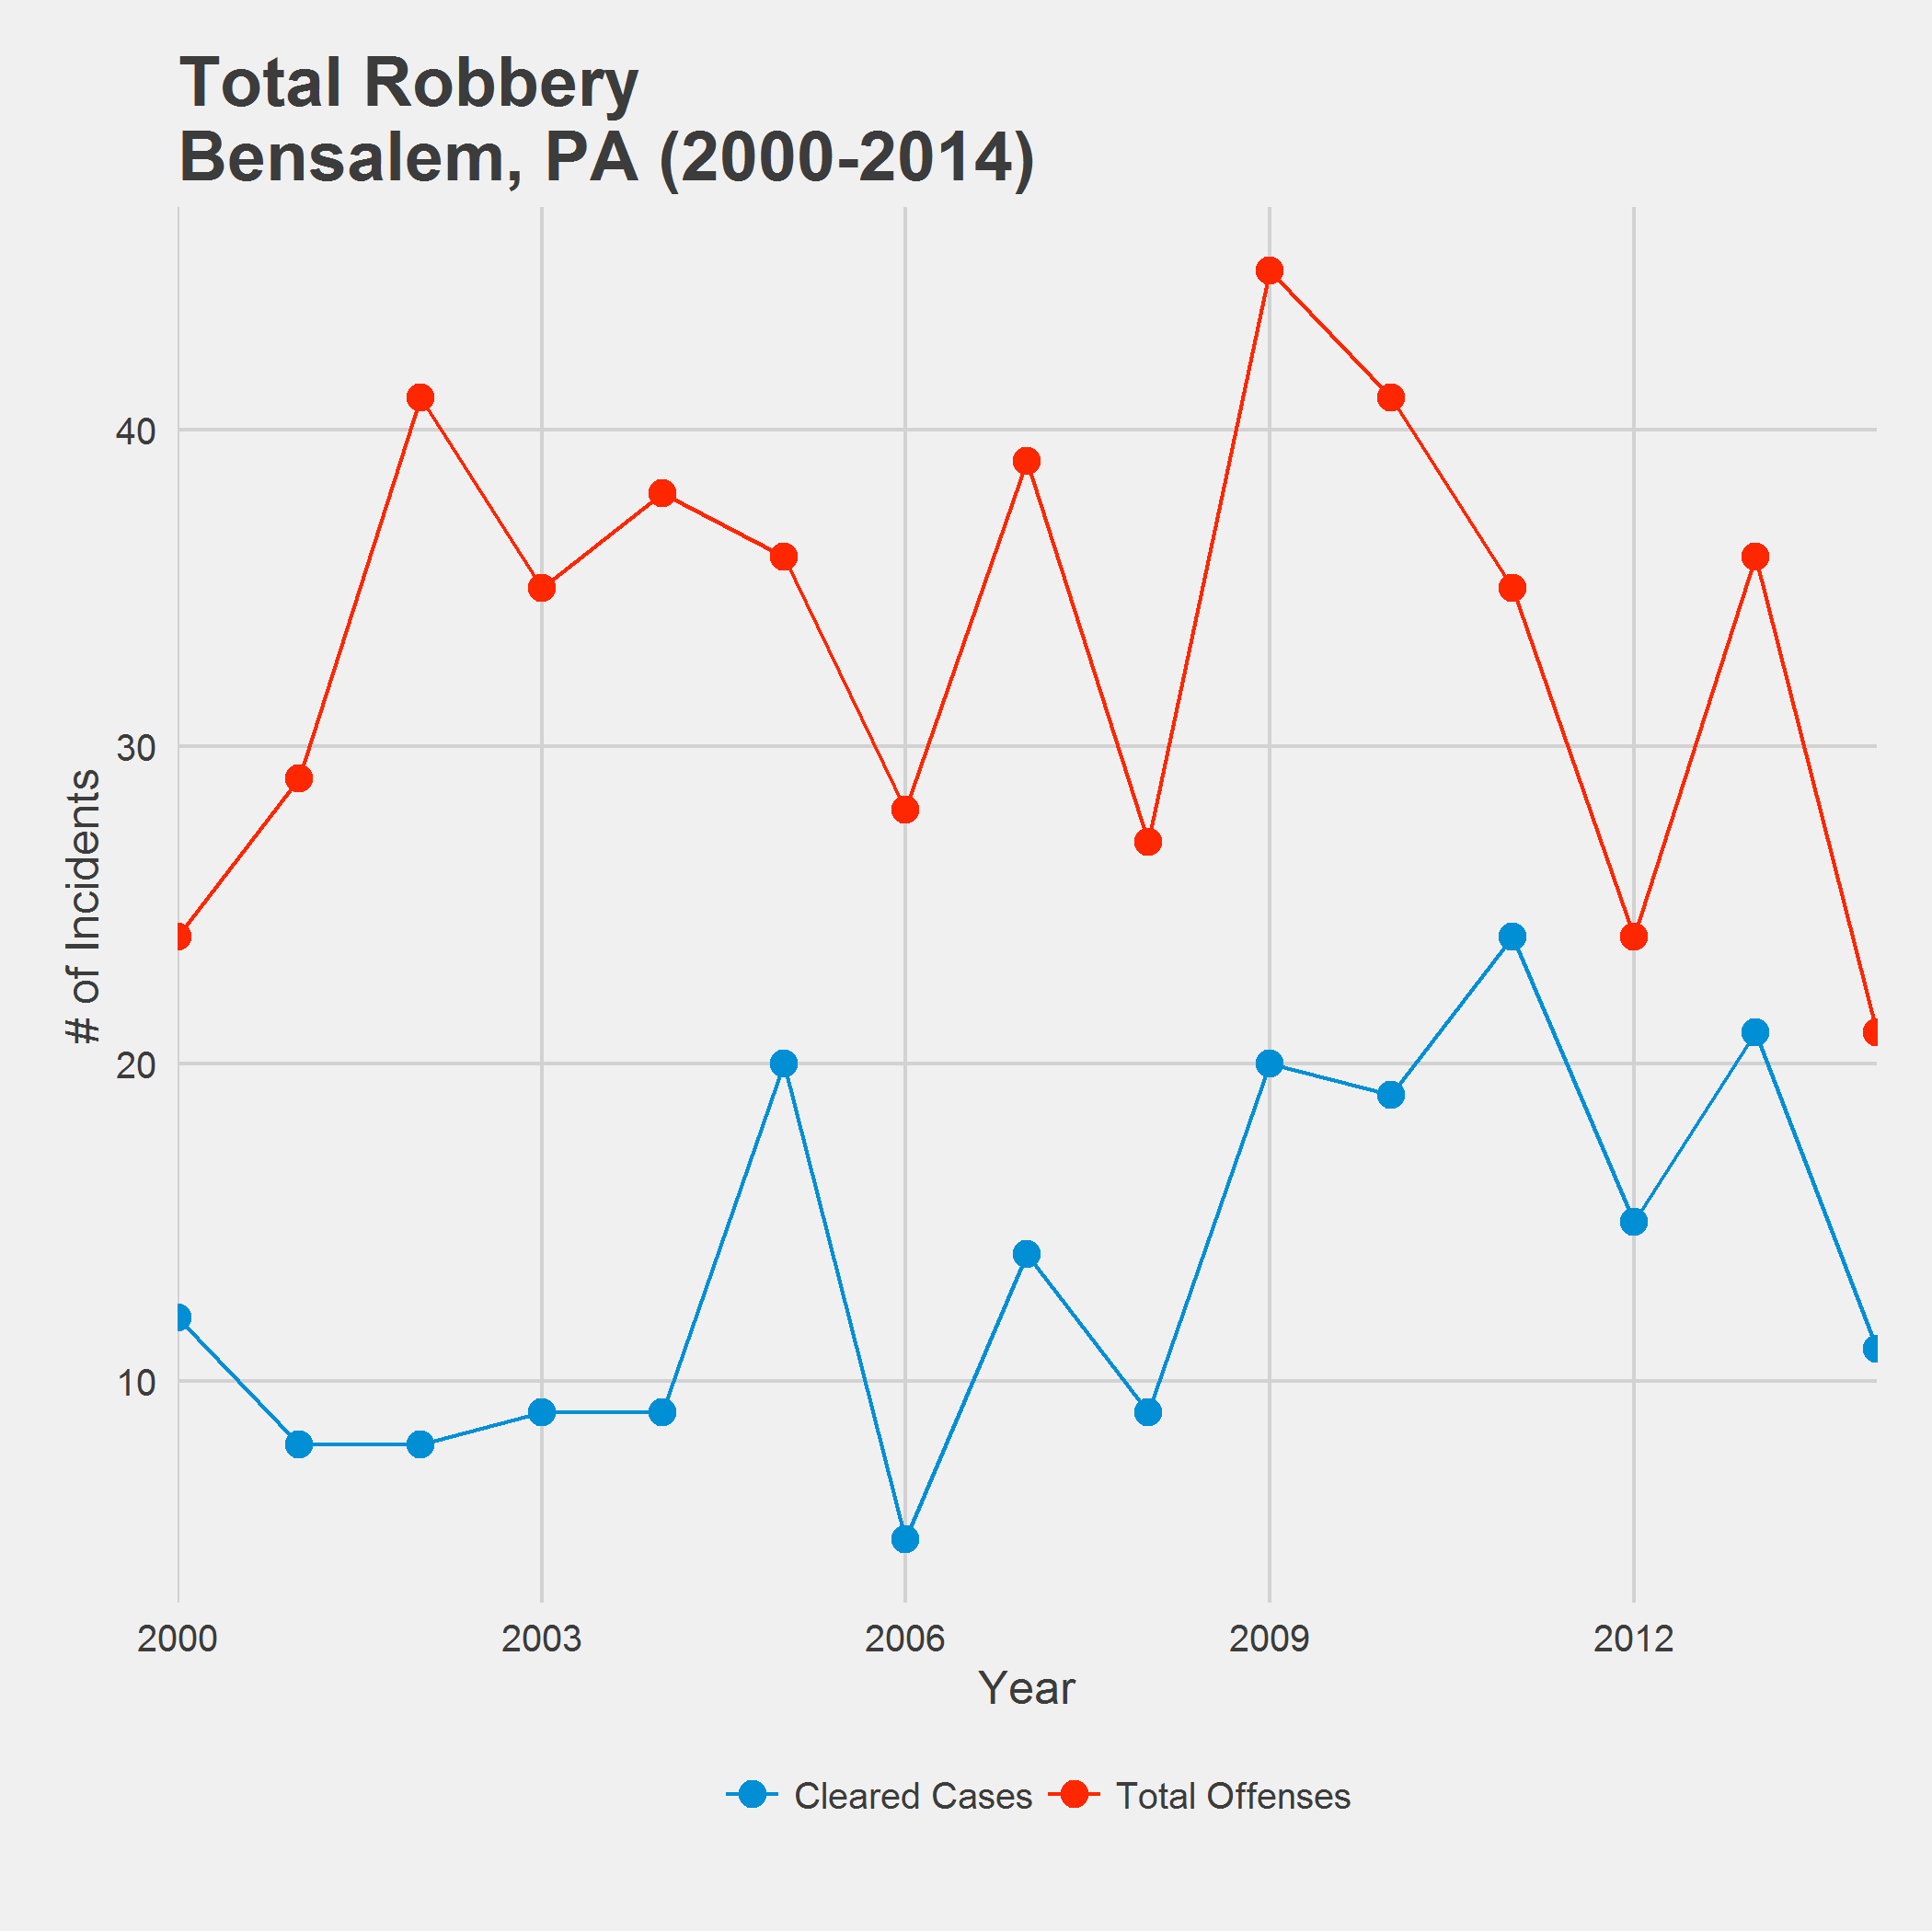 Total Robbery
Bensalem, PA (2000-2014)
# of Incidents
40
30
20
10
2000 2003 2006 2009 2012
Year
Cleared Cases Total Offenses